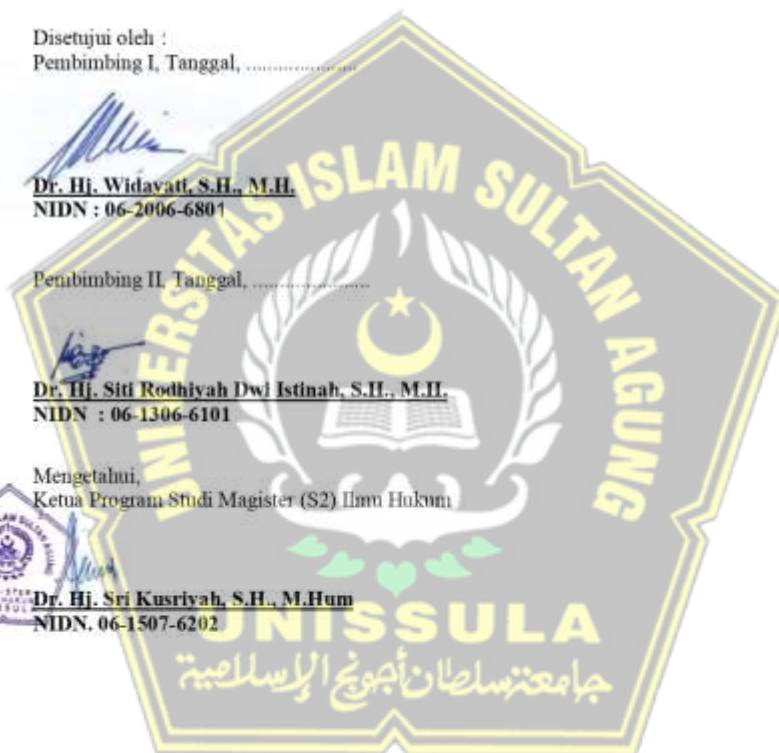 Disetujui oleh :
Pembimbing I, Tanggal, .....................
Dr. Hj. Widayati, S.H., M.H.
NIDN : 06-2006-6801
Pembimbing II, Tanggal, ......................
Dr. Hj. Siti Rodhiyah Dwi Istinah, S.H., M.H.
NIDN : 06-1306-6101
Mengetahui,
Ketua Program Studi Magister (S2) Ilmu Hukum
Dr. Hj. Sri Kusriyah, S.H., M.Hum
NIDN. 06-1507-6202
UNIVERSITAS ISLAM SULTAN AGUNG
UNISSULA
جامعة سلطان أجونج الإسلامية